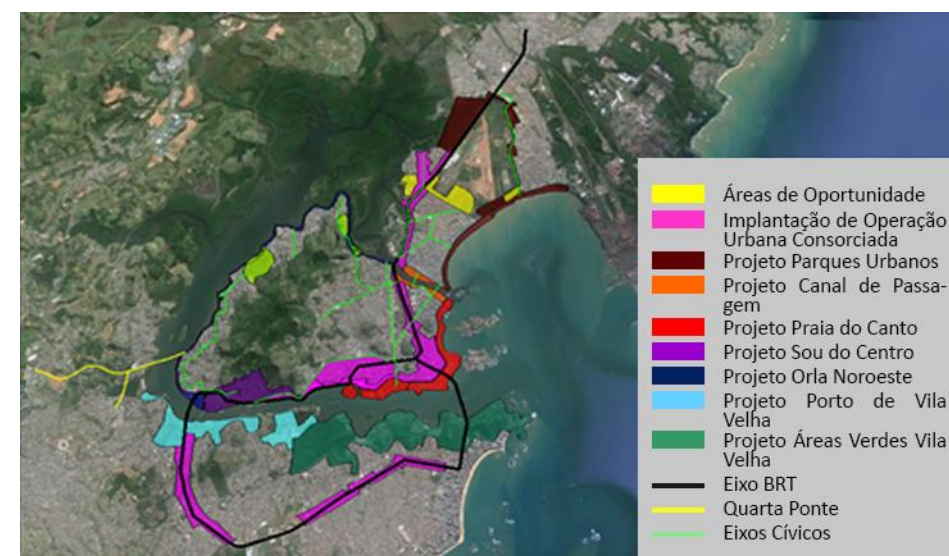 Áreas de Oportunidade
Implantação de Operação
Urbana Consorciada
Projeto Parques Urbanos
Projeto Canal de Passa-
gem
Projeto Praia do Canto
Projeto Sou do Centro
Projeto Orla Noroeste
Projeto Porto de Vila
Velha
Projeto Áreas Verdes Vila
Velha
Eixo BRT
Quarta Ponte
Eixos Cívicos